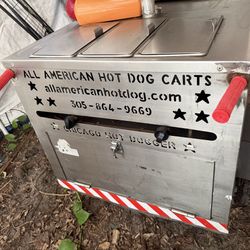 ALL AMERICAN HOT DOG CARTS
allamericanhotdog.com
305-864-9669
CHICAGO HOT DOGGER